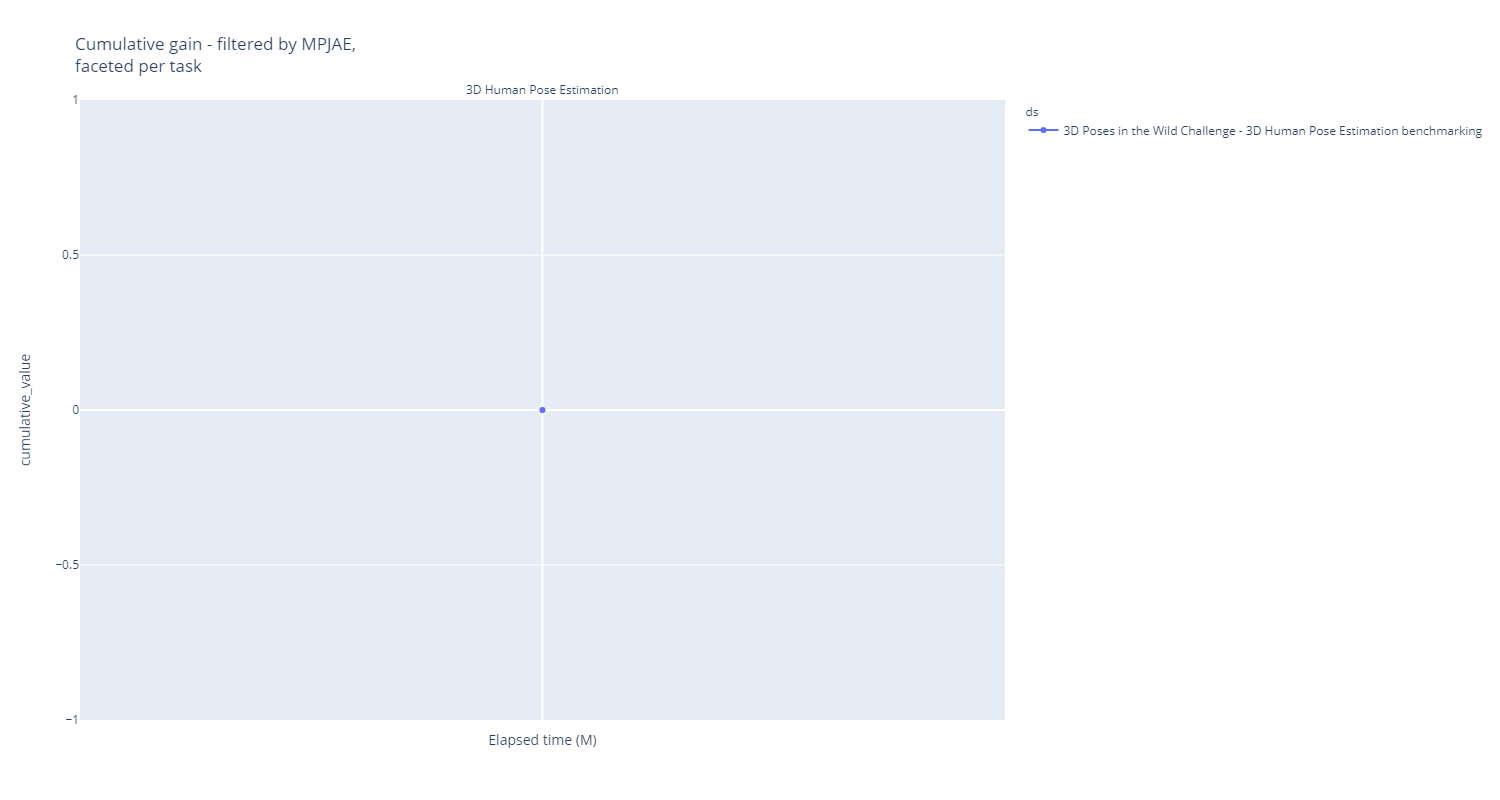 Cumulative gain - filtered by MPJAE,
faceted per task
3D Human Pose Estimation
1
0.5
0
−0.5
−1
cumulative_value
Elapsed time (M)
ds
3D Poses in the Wild Challenge - 3D Human Pose Estimation benchmarking